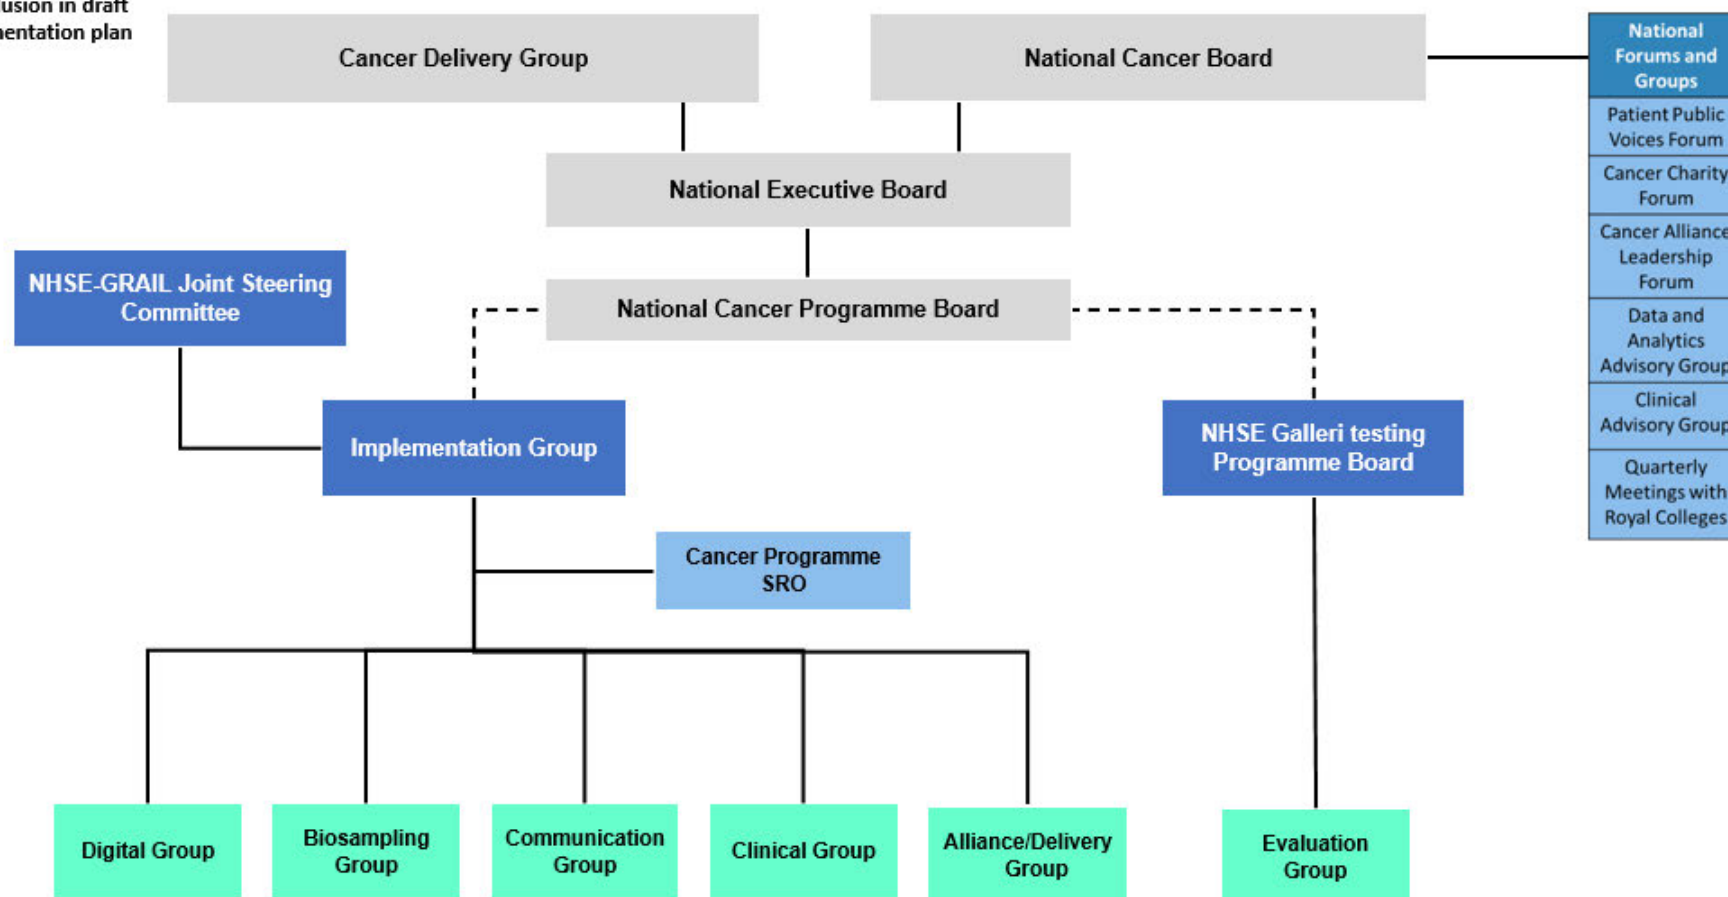 in draft
plan
Cancer Delivery Group
National Cancer Board
National
Forums and
Groups
Patient Public
Voices Forum
Cancer Charity
Forum
Cancer Alliance
Leadership
Forum
Data and
Analytics
Advisory Group
Clinical
Advisory Group
Quarterly
Meetings with
Royal Colleges
National Executive Board
NHSE-GRAIL Joint Steering
Committee
National Cancer Programme Board
Implementation Group
NHSE Galleri testing
Programme Board
Cancer Programme
SRO
Digital Group
Biosampling
Group
Communication
Group
Clinical Group
Alliance/Delivery
Group
Evaluation
Group